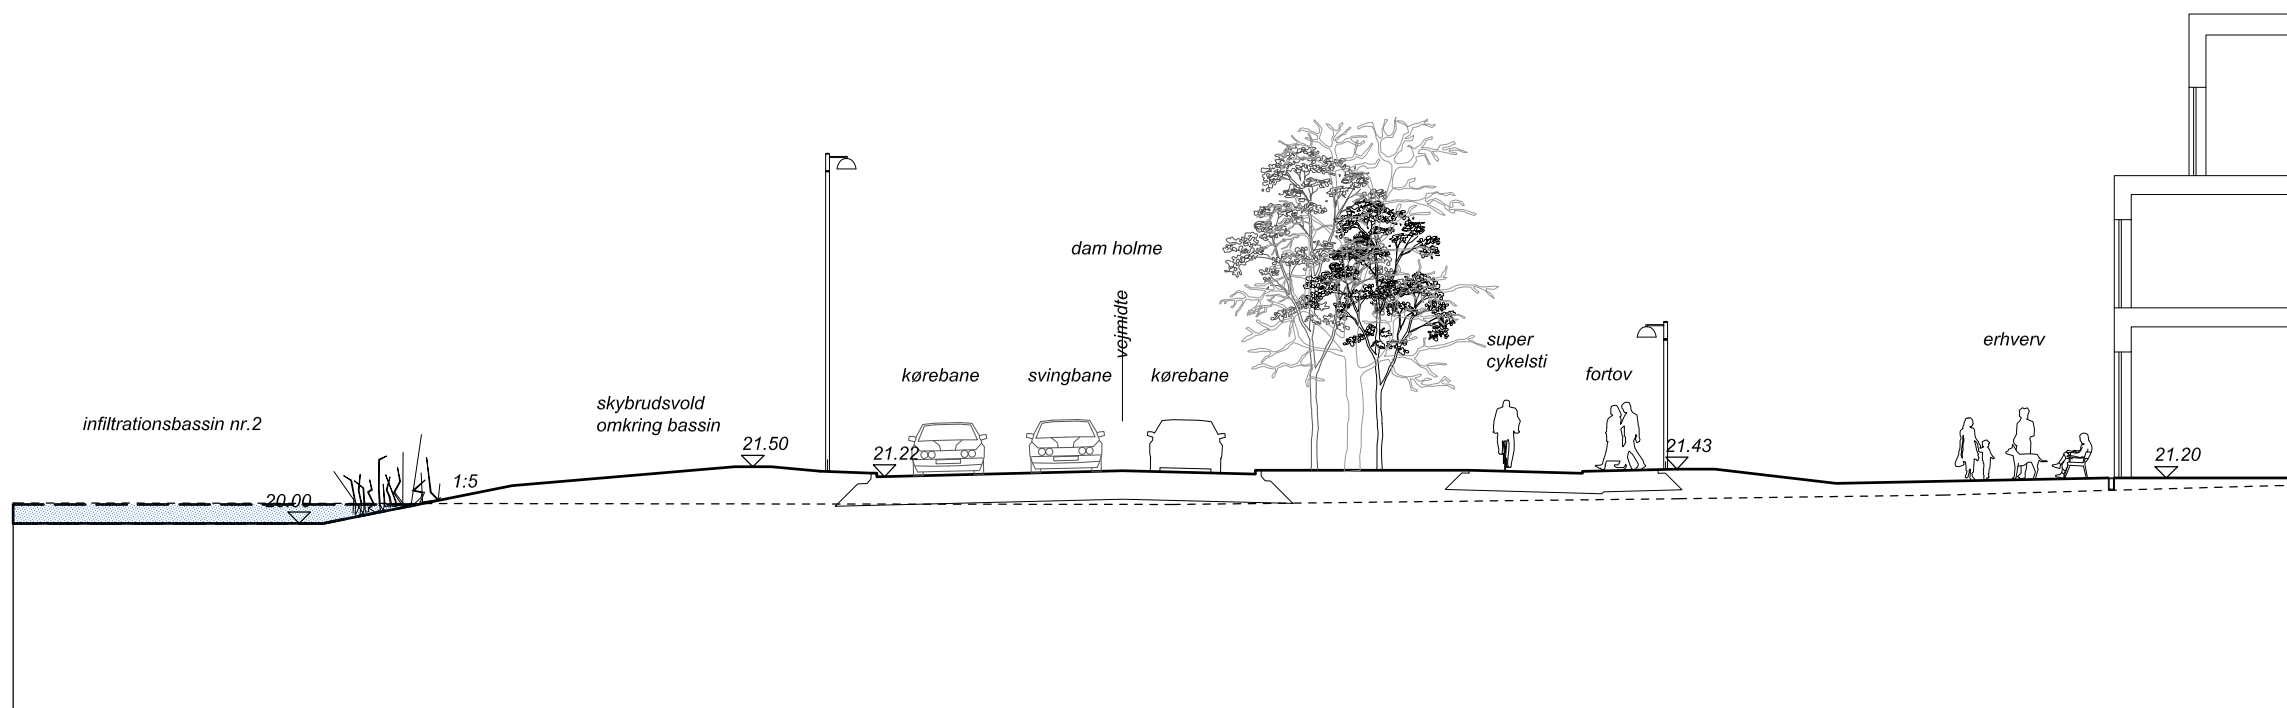 dam holme
vejmidte
super
cykelsti
erhverv
kørebane
svingbane
kørebane
fortov
skybrudsvold
omkring bassin
infiltrationsbassin nr.2
21.50
21.22
21.43
21.20
1:5
20.00